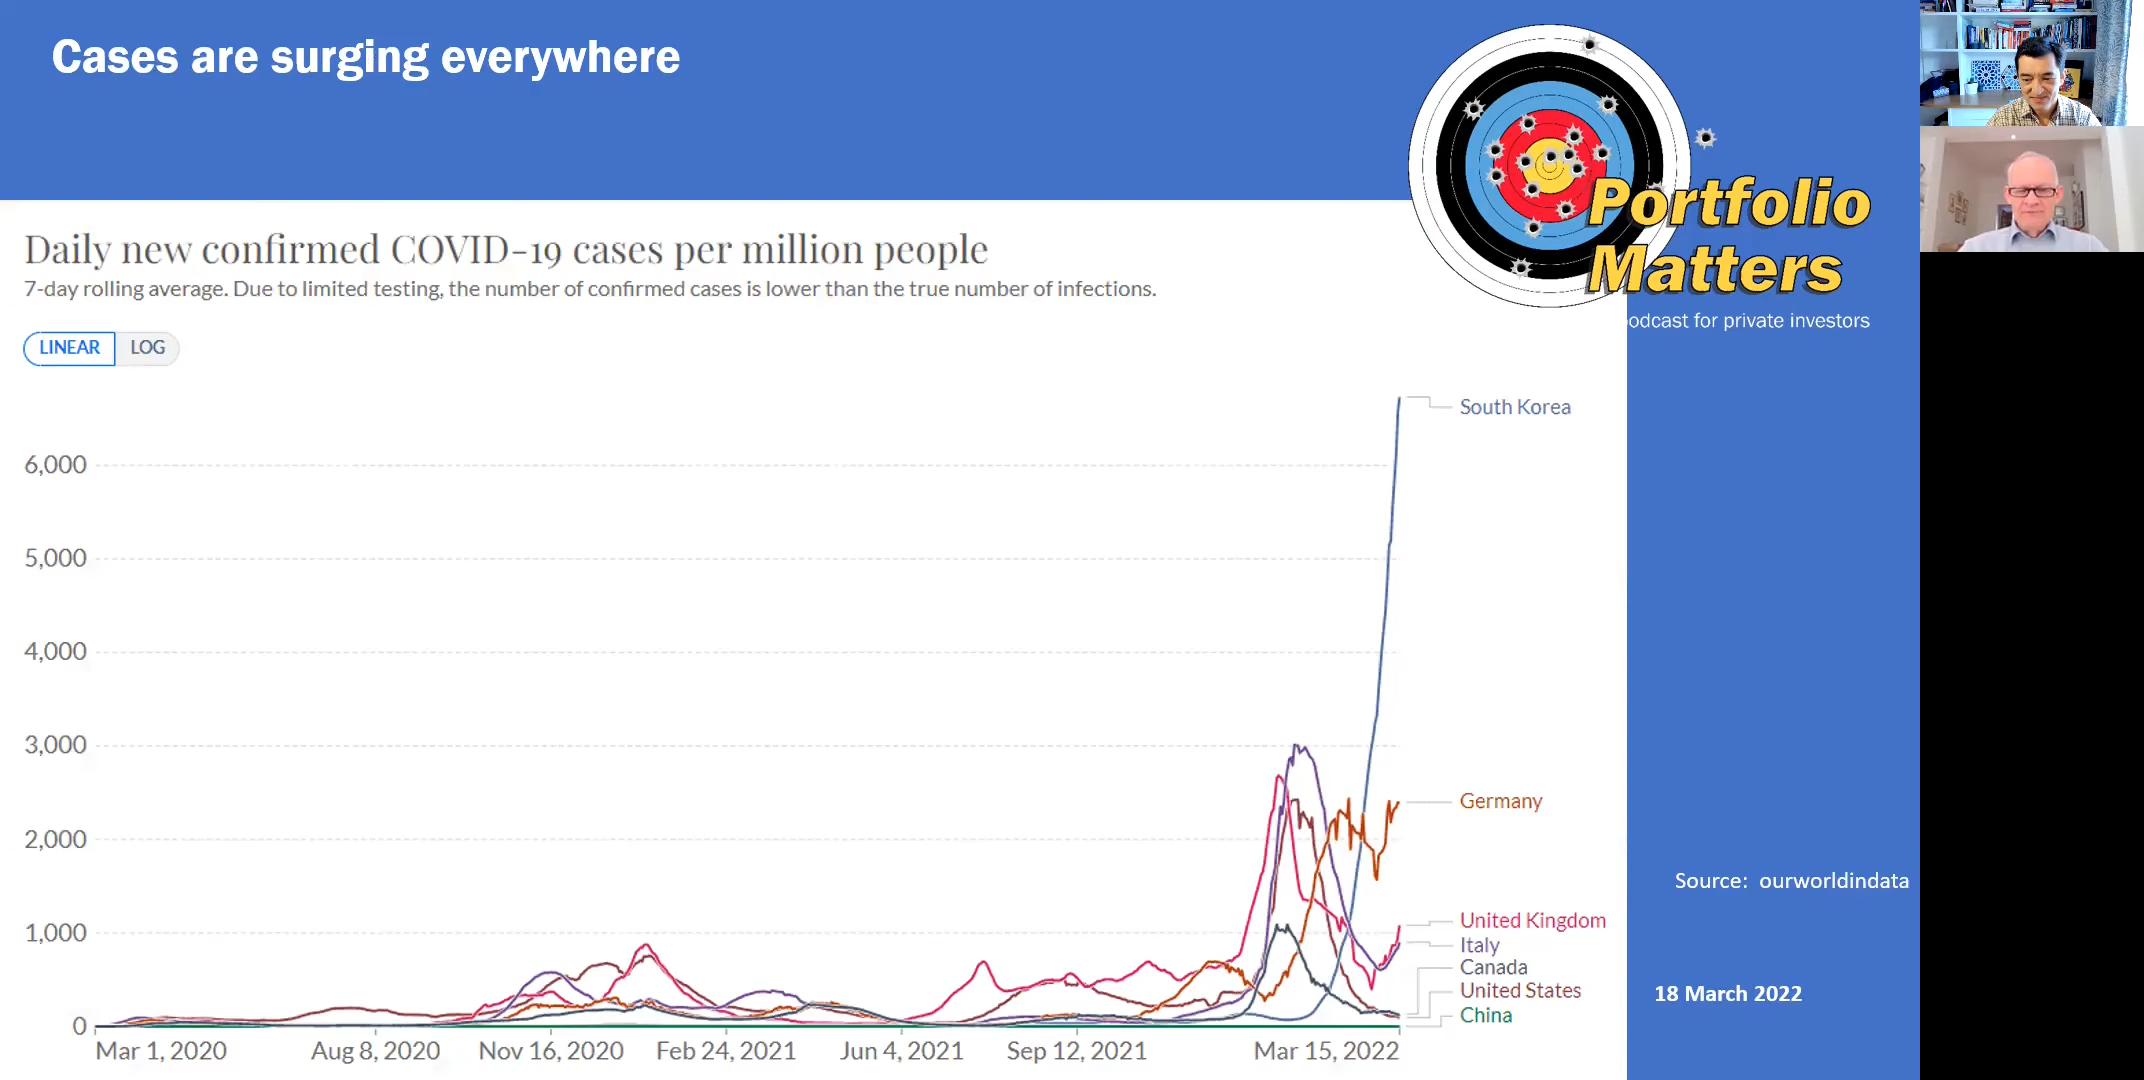 Cases are surging everywhere
Portfolio
Matters
podcast for private investors
Daily new confirmed COVID-19 cases per million people
7-day rolling average. Due to limited testing, the number of confirmed cases is lower than the true number of infections.
LINEAR LOG
South Korea
6,000
5,000
4,000
3,000
Germany
2,000
Source: ourworldindata
United Kingdom
1,000
Italy
Canada
United States
18 March 2022
China
0
Mar 1, 2020 Aug 8, 2020 Nov 16, 2020 Feb 24, 2021 Jun 4, 2021 Sep 12, 2021 Mar 15, 2022